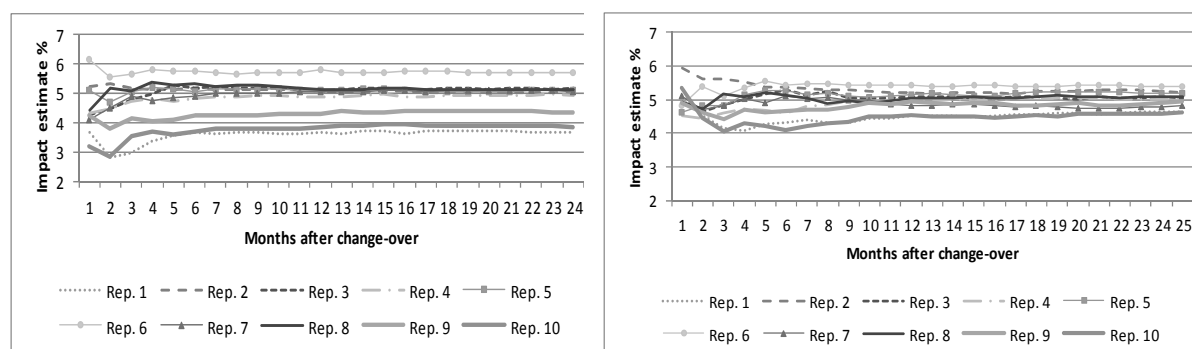 Impact estimate %
7
6
5
4
3
2
1 2 3 4 5 6 7 8 9 10 11 12 13 14 15 16 17 18 19 20 21 22 23 24
Months after change-over
Rep. 1 Rep. 2 Rep. 3 Rep. 4 Rep. 5
Rep. 6 Rep. 7 Rep. 8 Rep. 9 Rep. 10
Impact estimate %
7
6
5
4
3
2
1 2 3 4 5 6 7 8 9 10 11 12 13 14 15 16 17 18 19 20 21 22 23 24 25
Months after change-over
Rep. 1 Rep. 2 Rep. 3 Rep. 4 Rep. 5
Rep. 6 Rep. 7 Rep. 8 Rep. 9 Rep. 10